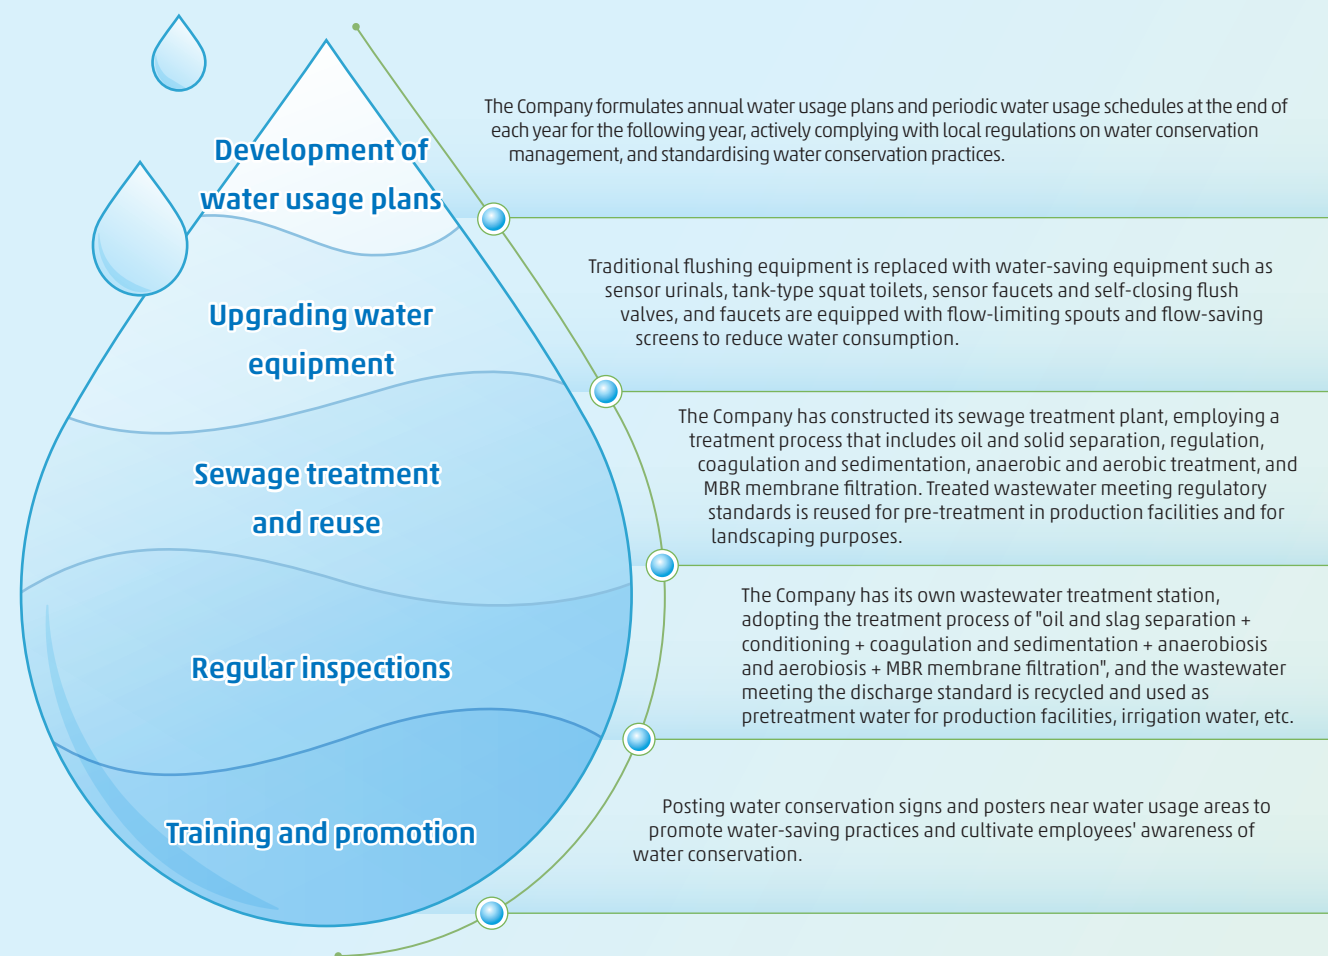 Development of
water usage plans
The Company formulates annual water usage plans and periodic water usage schedules at the end of
each year for the following year, actively complying with local regulations on water conservation
management, and standardising water conservation practices.
Upgrading water
equipment
Traditional flushing equipment is replaced with water-saving equipment such as
sensor urinals, tank-type squat toilets, sensor faucets and self-closing flush
valves, and faucets are equipped with flow-limiting spouts and flow-saving
screens to reduce water consumption.
Sewage treatment
and reuse
The Company has constructed its sewage treatment plant, employing a
treatment process that includes oil and solid separation, regulation,
coagulation and sedimentation, anaerobic and aerobic treatment, and
MBR membrane filtration. Treated wastewater meeting regulatory
standards is reused for pre-treatment in production facilities and for
landscaping purposes.
Regular inspections
The Company has its own wastewater treatment station,
adopting the treatment process of "oil and slag separation +
conditioning + coagulation and sedimentation + anaerobiosis
and aerobiosis + MBR membrane filtration", and the wastewater
meeting the discharge standard is recycled and used as
pretreatment water for production facilities, irrigation water, etc.
Training and promotion
Posting water conservation signs and posters near water usage areas to
promote water-saving practices and cultivate employees' awareness of
water conservation.